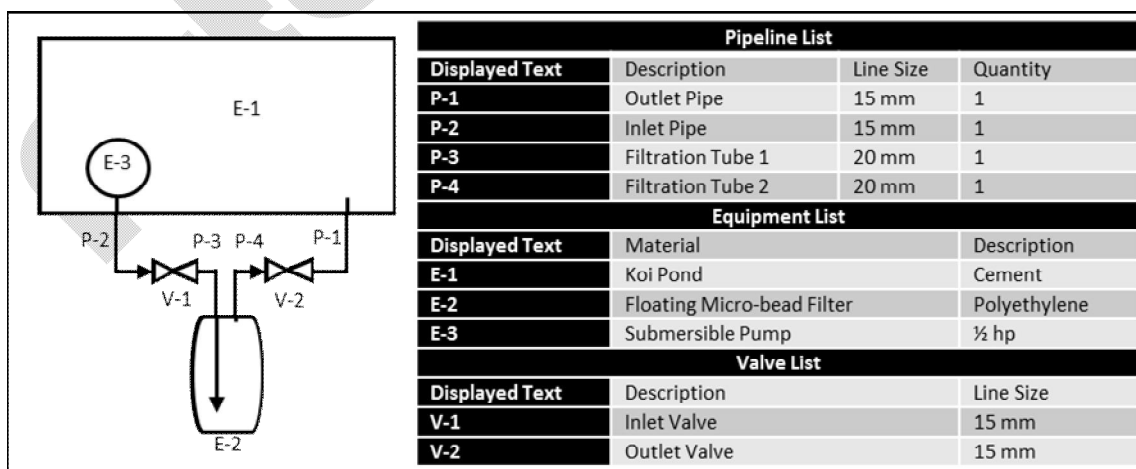 E-1
E-3
P-2
P-3
P-4
P-1
V-1
V-2
E-2
Pipeline List
Displayed Text Description Line Size Quantity
P-1 Outlet Pipe 15 mm 1
P-2 Inlet Pipe 15 mm 1
P-3 Filtration Tube 1 20 mm 1
P-4 Filtration Tube 2 20 mm 1
Equipment List
Displayed Text Material Description
E-1 Koi Pond Cement
E-2 Floating Micro-bead Filter Polyethylene
E-3 Submersible Pump ½ hp
Valve List
Displayed Text Description Line Size
V-1 Inlet Valve 15 mm
V-2 Outlet Valve 15 mm